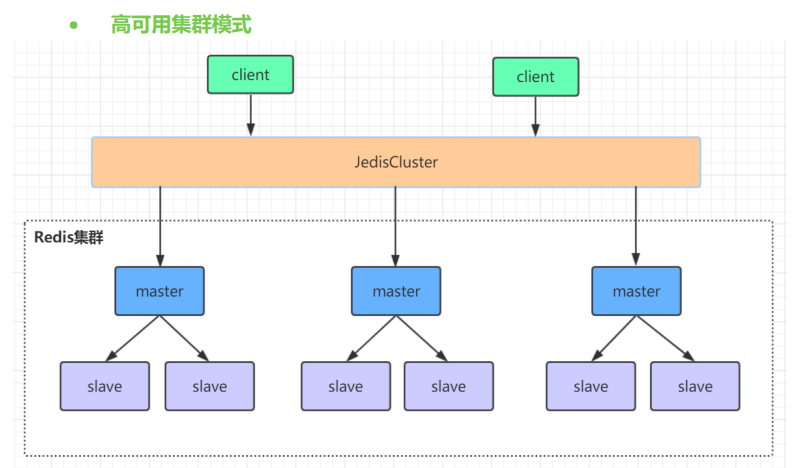 高可用集群模式
client
client
JedisCluster
Redis集群
master
master
master
slave
slave
slave
slave
slave
slave